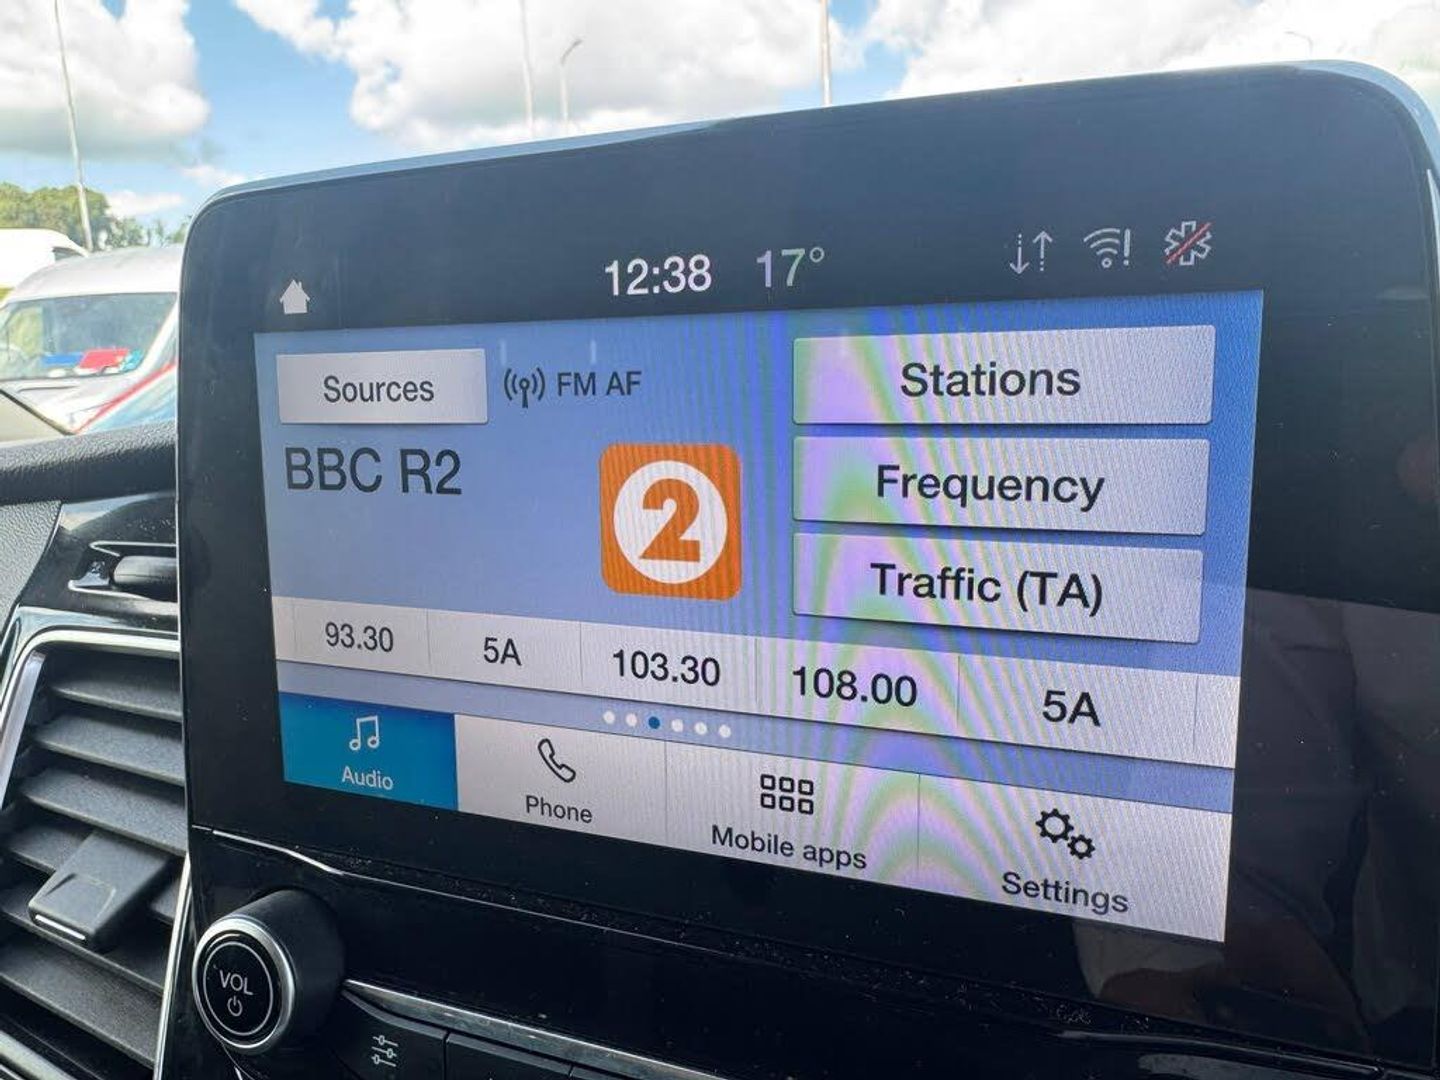 12:38 17°
Sources
FM AF
Stations
BBC R2
2
Frequency
Traffic (TA)
93.30
5A
103.30
108.00
5A
Audio
Phone
Mobile apps
Settings
VOL